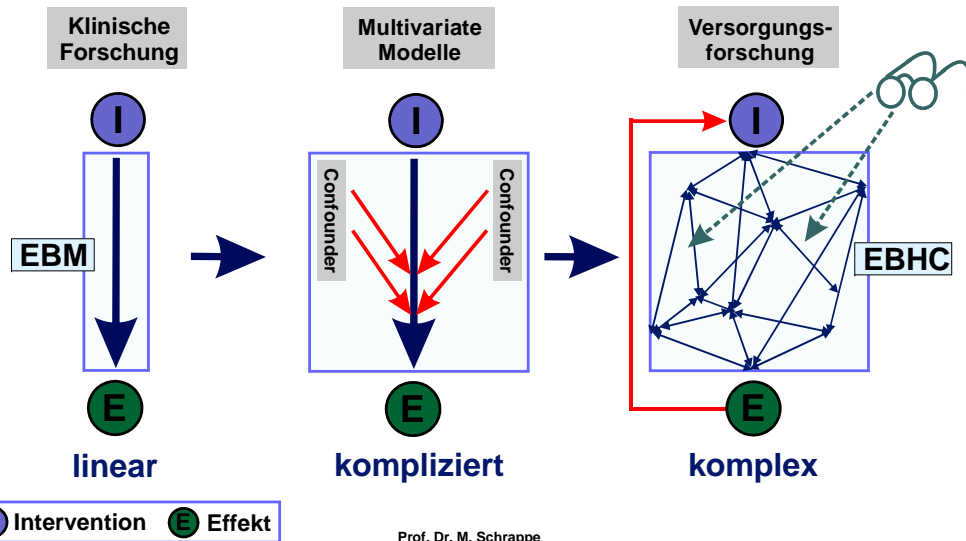 Klinische
Forschung
Multivariate
Modelle
Versorgungs-
forschung
I
I
I
Confounder
Confounder
EBM
EBHC
E
E
E
linear
kompliziert
komplex
Intervention
E Effekt
Prof. Dr. M. Schrappe